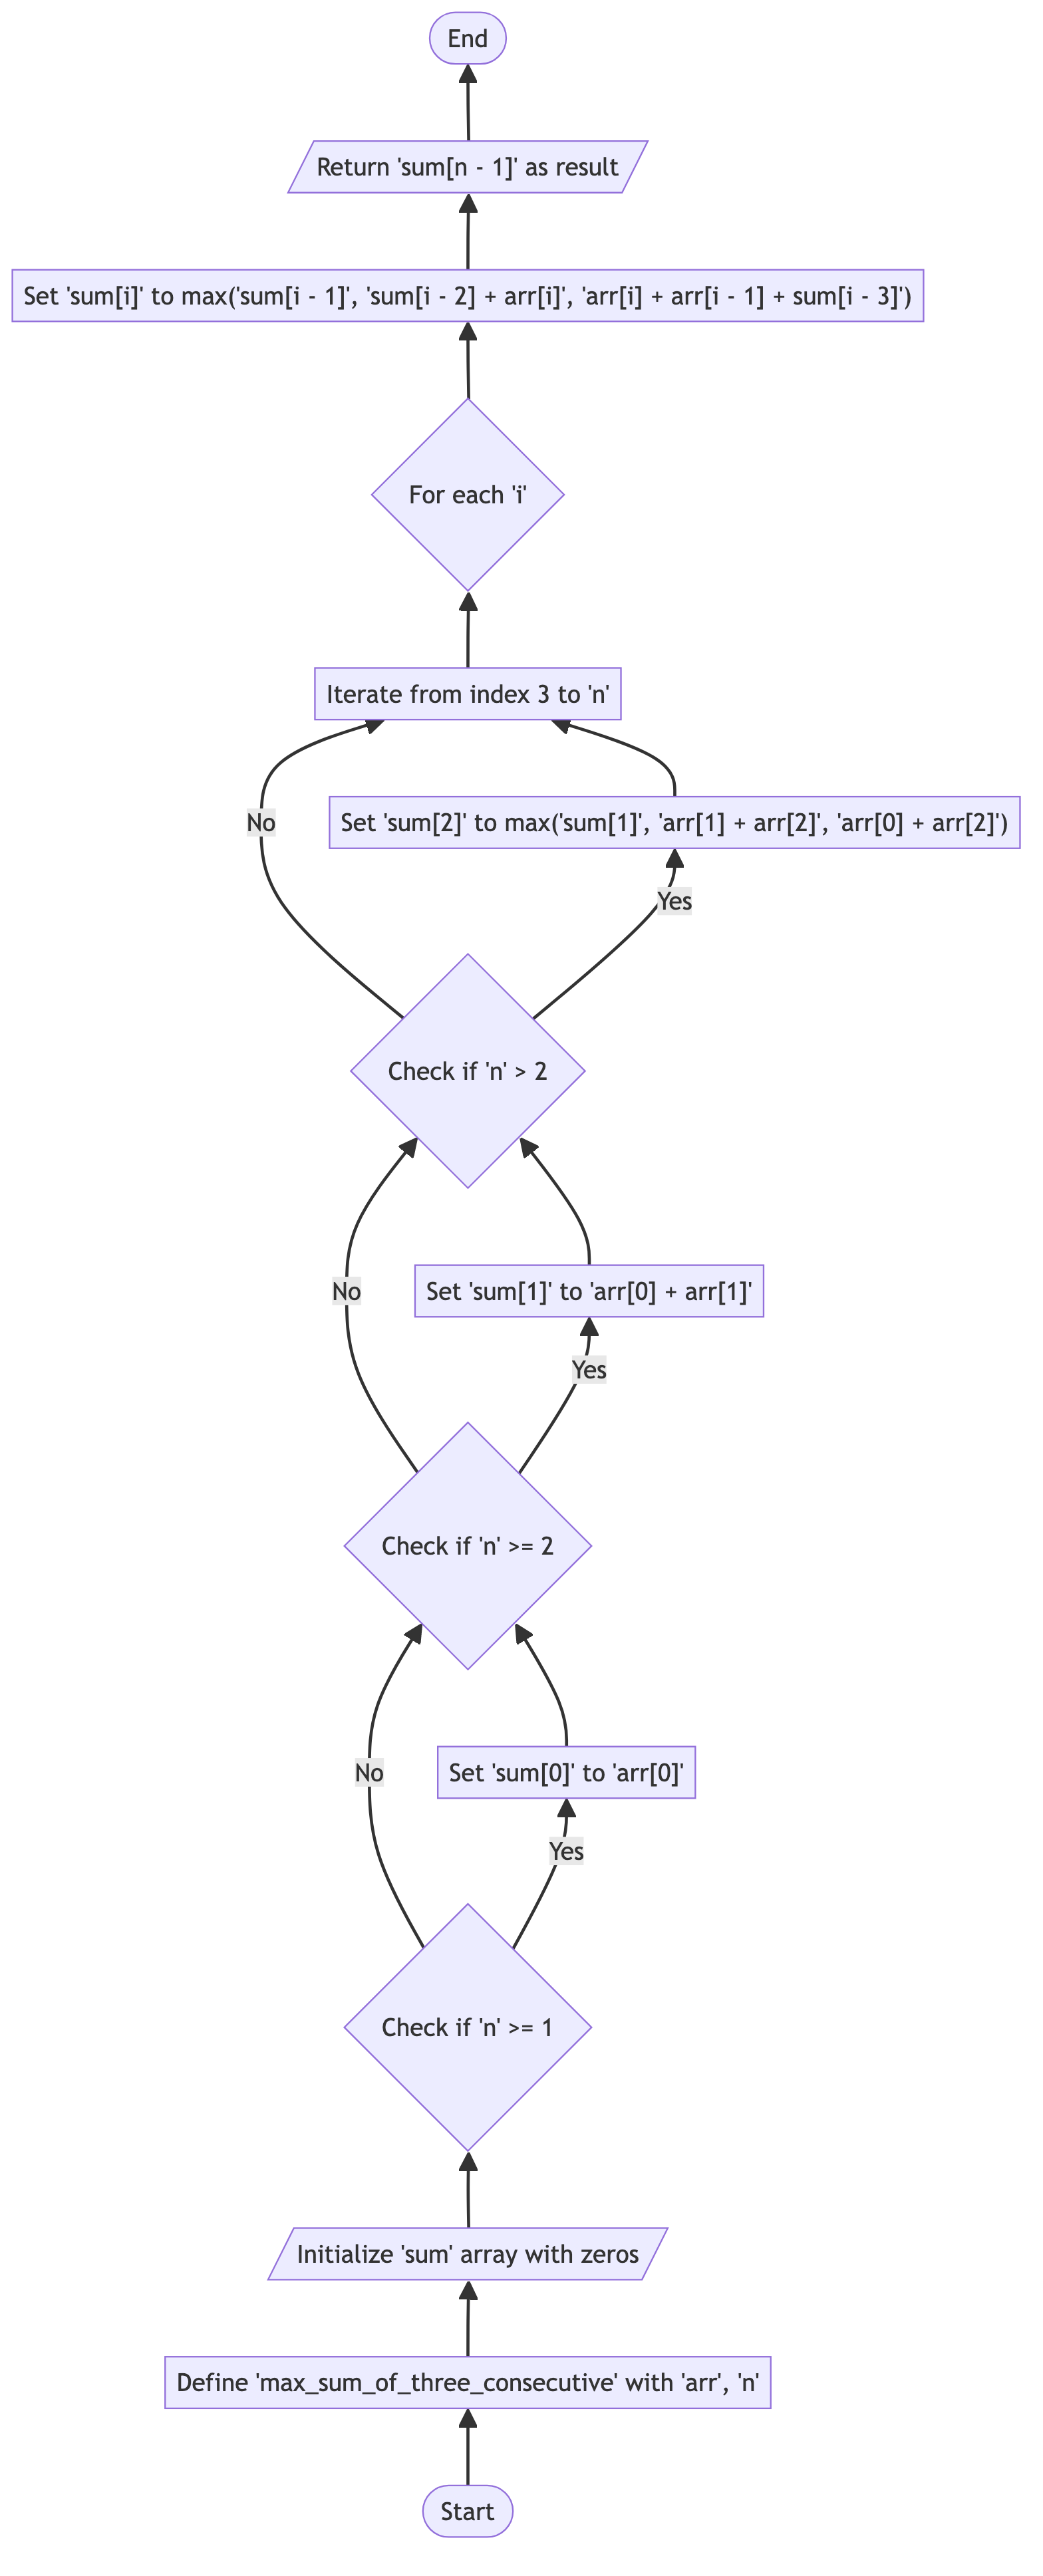 End
Return 'sum[n - 1]' as result
Set 'sum[i]' to max('sum[i - 1]', 'sum[i - 2] + arr[i]', 'arr[i] + arr[i - 1] + sum[i - 3]')
For each 'i'
Iterate from index 3 to 'n'
No
Set 'sum[2]' to max('sum[1]', 'arr[1] + arr[2]', 'arr[0] + arr[2]')
Yes
Check if 'n' > 2
No
Set 'sum[1]' to 'arr[0] + arr[1]'
Yes
Check if 'n' >= 2
No
Set 'sum[0]' to 'arr[0]'
Yes
Check if 'n' >= 1
Initialize 'sum' array with zeros
Define 'max_sum_of_three_consecutive' with 'arr', 'n'
Start